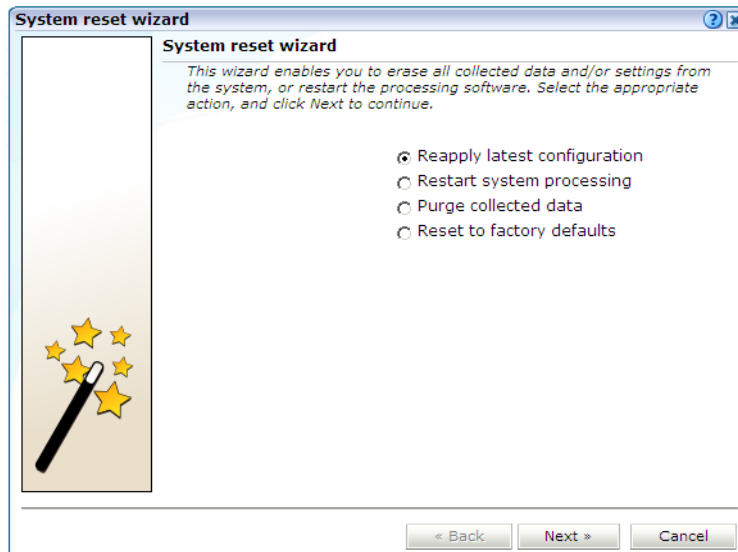 System reset wizard
System reset wizard
This wizard enables you to erase all collected data and/or settings from
the system, or restart the processing software. Select the appropriate
action, and click Next to continue.
Reapply latest configuration
Restart system processing
Purge collected data
Reset to factory defaults
« Back Next » Cancel